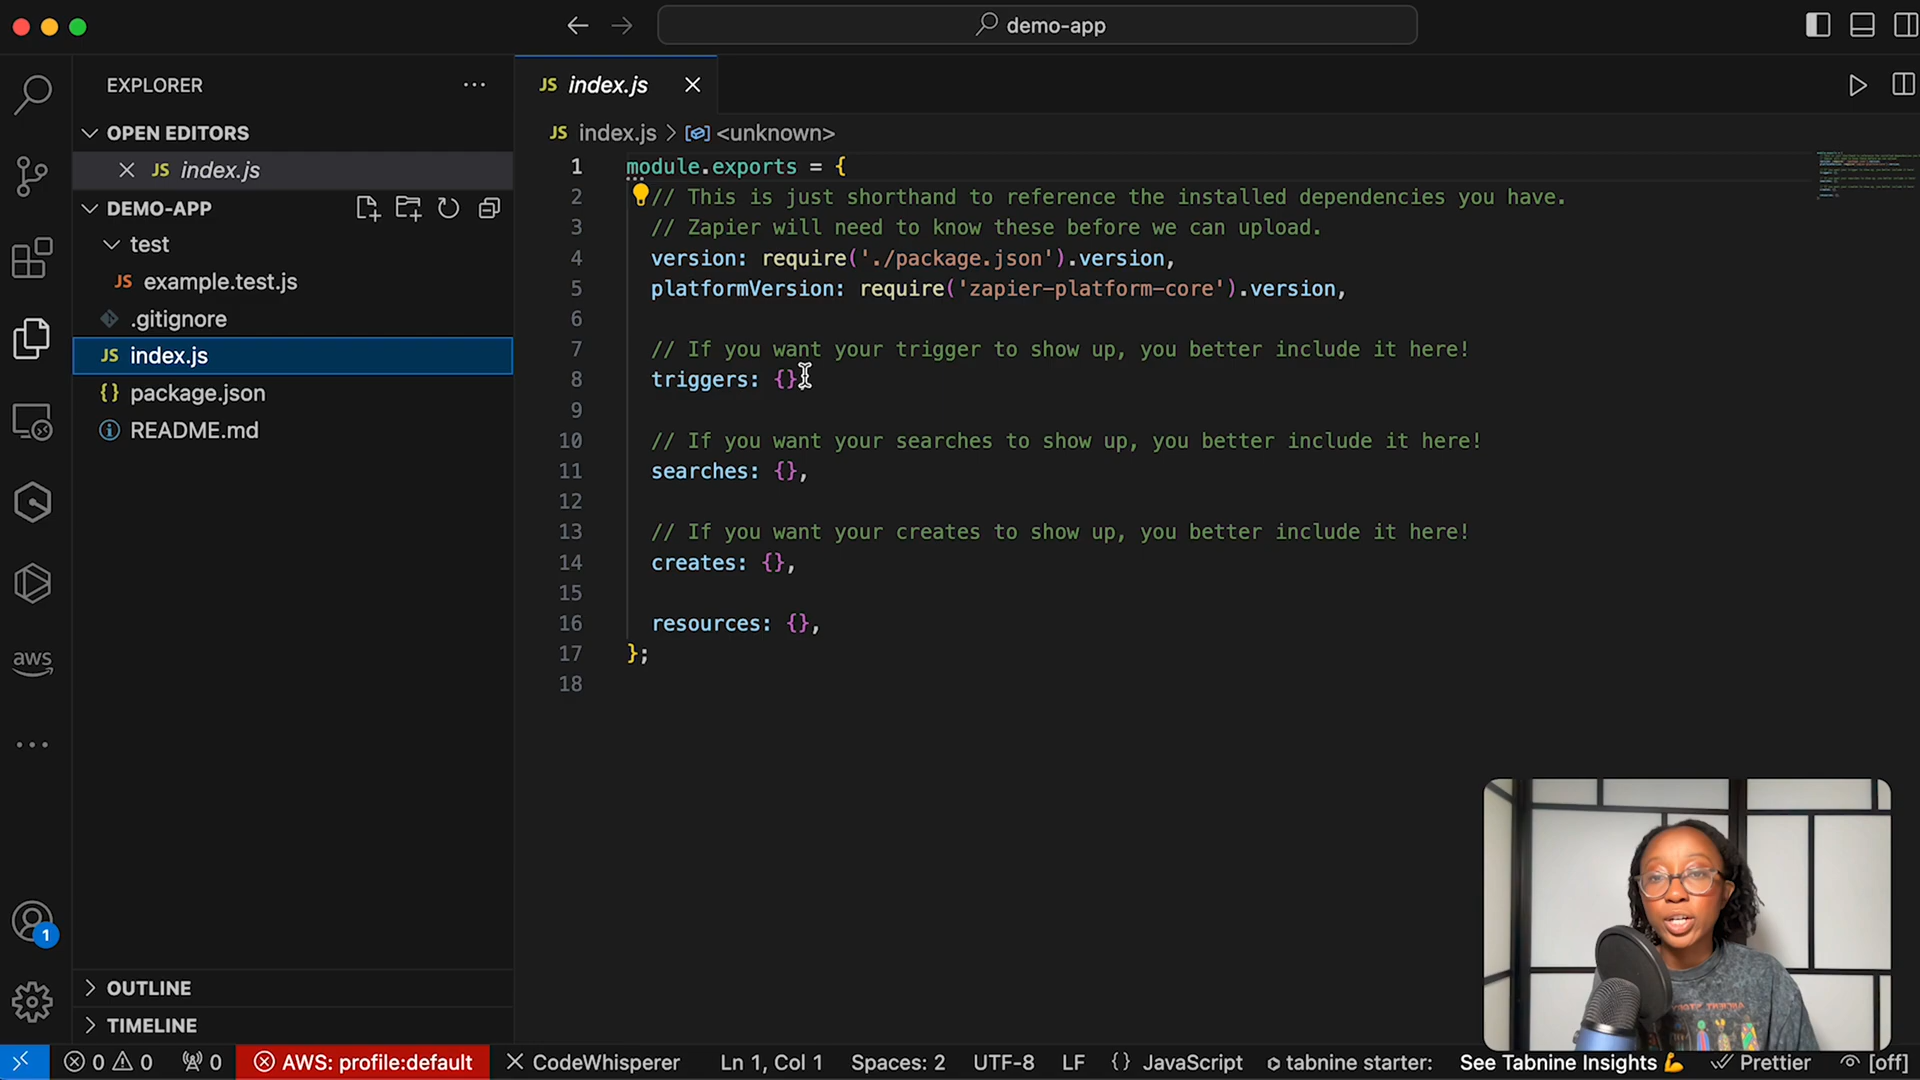 demo-app
EXPLORER
OPEN EDITORS
JS index.js
DEMO-APP
test
JS example.test.js
.gitignore
JS index.js
{} package.json
README.md
aws
1
OUTLINE
TIMELINE
JS index.js
JS index.js > <unknown>
1 module.exports = {
2 // This is just shorthand to reference the installed dependencies you have.
3 // Zapier will need to know these before we can upload.
4 version: require('./package.json').version,
5 platformVersion: require('zapier-platform-core').version,
6
7 // If you want your trigger to show up, you better include it here!
8 triggers: {}
9
10 // If you want your searches to show up, you better include it here!
11 searches: {},
12
13 // If you want your creates to show up, you better include it here!
14 creates: {},
15
16 resources: {},
17 };
18
0 0 0 AWS: profile:default CodeWhisperer Ln 1, Col 1 Spaces: 2 UTF-8 LF {} JavaScript tabnine starter: See Tabnine Insights 💪 Prettier [off]